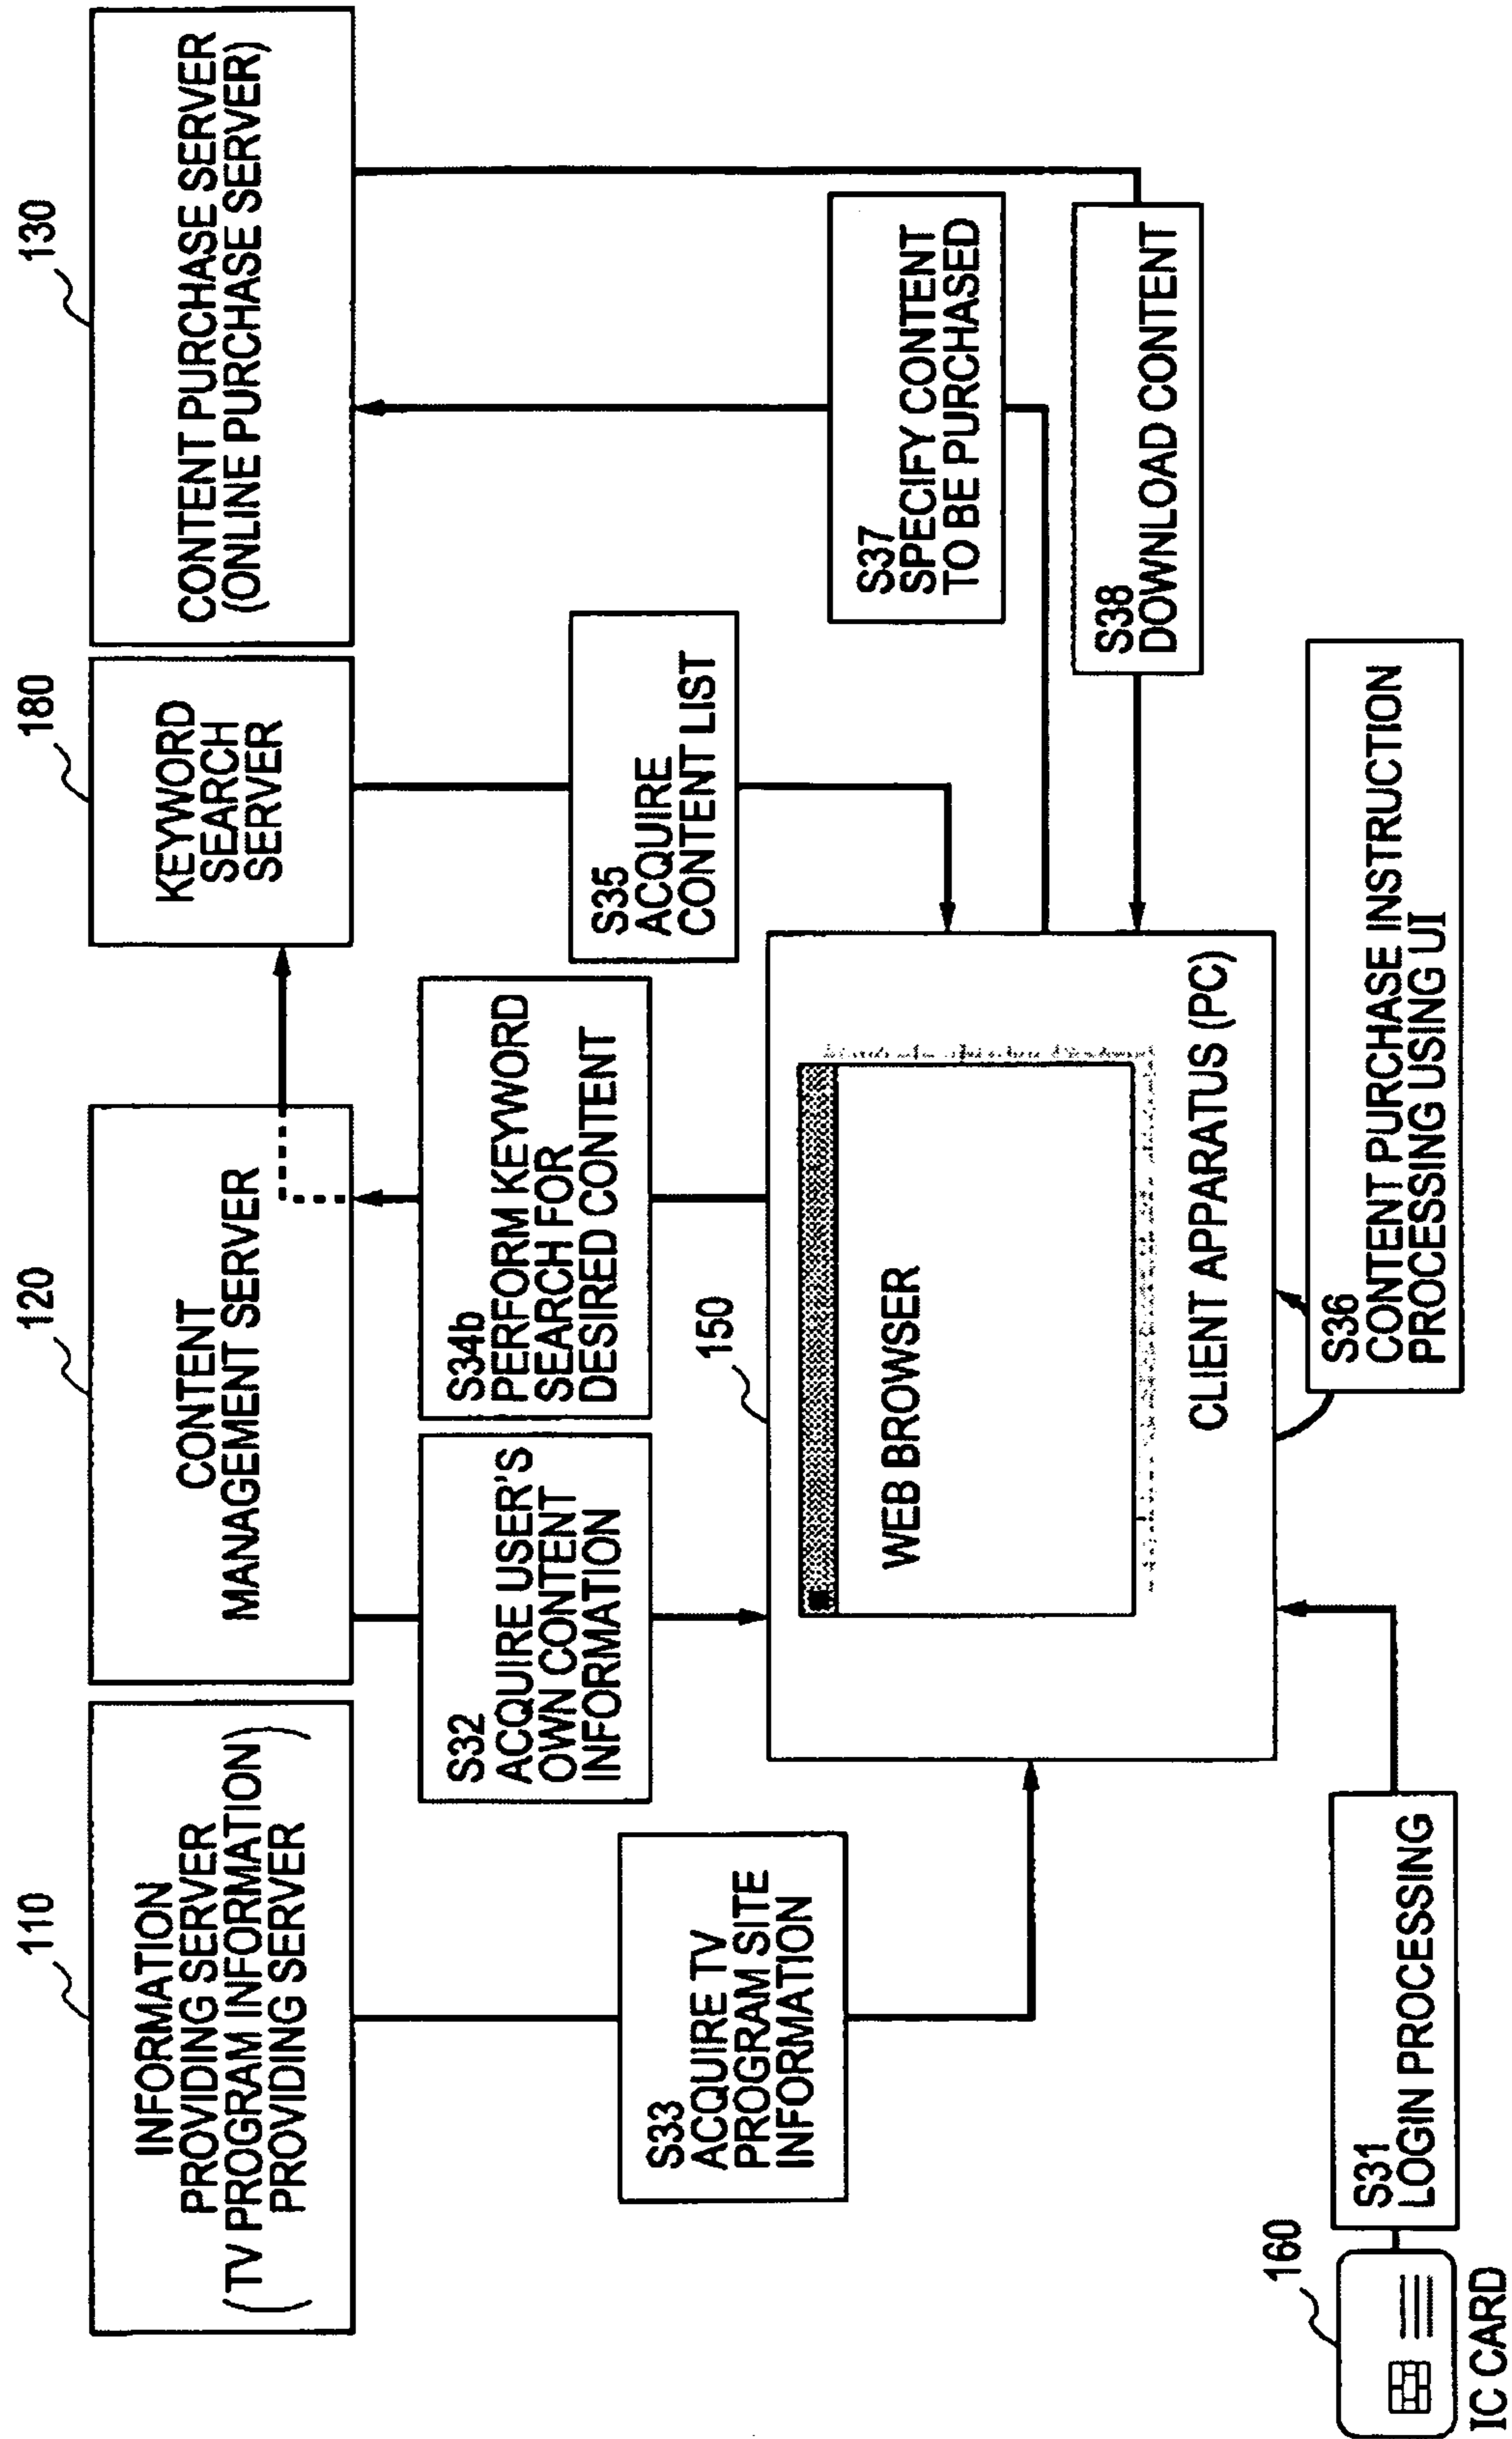 110
INFORMATION
PROVIDING SERVER
(TV PROGRAM INFORMATION)
PROVIDING SERVER
120
CONTENT
MANAGEMENT SERVER
180
KEYWORD
SEARCH
SERVER
130
CONTENT PURCHASE SERVER
(ONLINE PURCHASE SERVER)
S33
ACQUIRE TV
PROGRAM SITE
INFORMATION
S32
ACQUIRE USER'S
OWN CONTENT
INFORMATION
S34b
PERFORM KEYWORD
SEARCH FOR
DESIRED CONTENT
S35
ACQUIRE
CONTENT LIST
S37
SPECIFY CONTENT
TO BE PURCHASED
S38
DOWNLOAD CONTENT
150
WEB BROWSER
CLIENT APPARATUS (PC)
160
IC CARD
S31
LOGIN PROCESSING
S36
CONTENT PURCHASE INSTRUCTION
PROCESSING USING UI